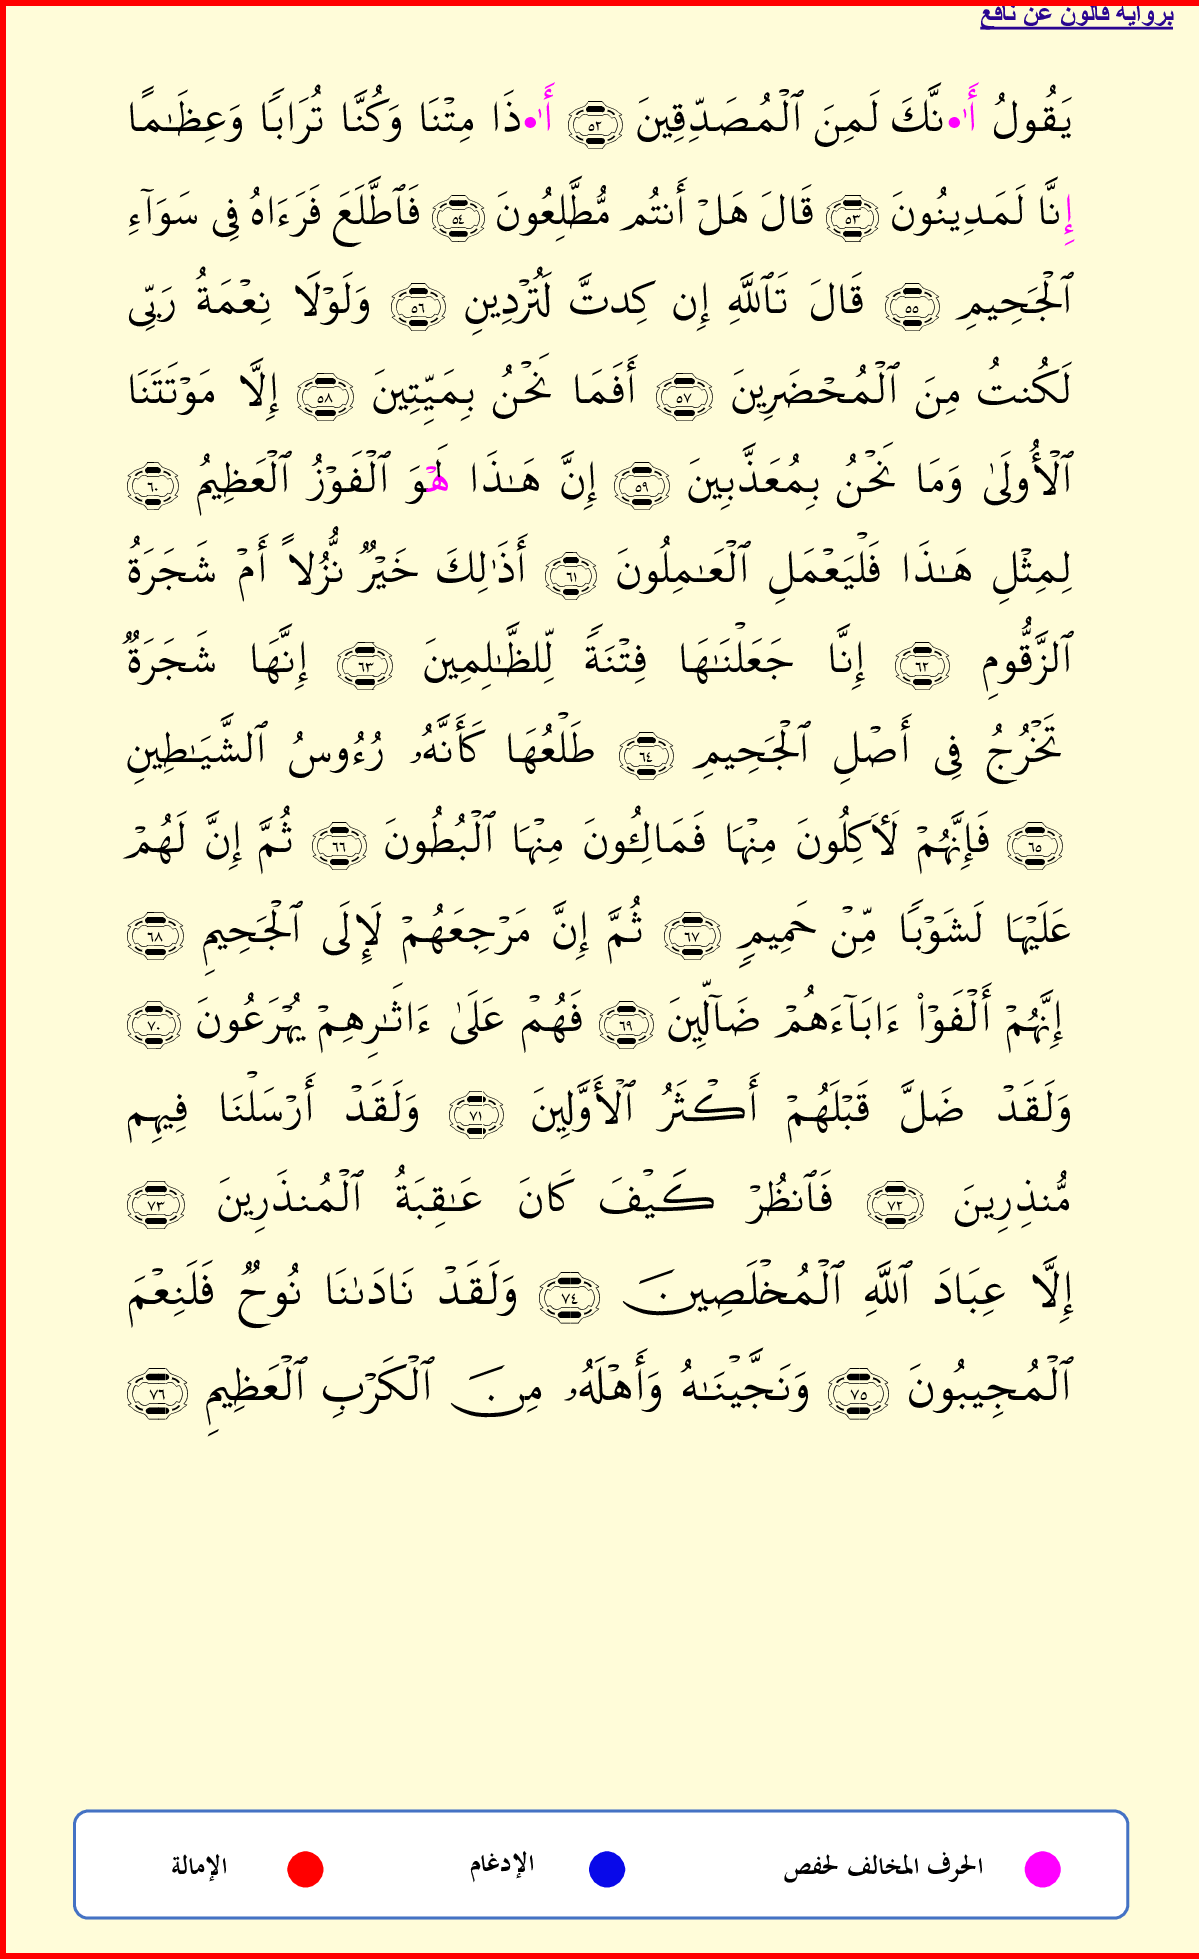 برواية قالون عن نافع
يَقُولُ أَٰ•نَّكَ لَمِنَ ٱلۡمُصَدِّقِينَ ٥٢ أَٰ•ذَا مِتۡنَا وَكُنَّا تُرَابٗا وَعِظَٰمًا
إِنَّا لَمَدِينُونَ ٥٣ قَالَ هَلۡ أَنتُم مُّطَّلِعُونَ ٥٤ فَٱطَّلَعَ فَرَءَاهُ فِي سَوَآءِ
ٱلۡجَحِيمِ ٥٥ قَالَ تَٱللَّهِ إِن كِدتَّ لَتُرۡدِينِ ٥٦ وَلَوۡلَا نِعۡمَةُ رَبِّي
لَكُنتُ مِنَ ٱلۡمُحۡضَرِينَ ٥٧ أَفَمَا نَحۡنُ بِمَيِّتِينَ ٥٨ إِلَّا مَوۡتَتَنَا
ٱلۡأُولَىٰ وَمَا نَحۡنُ بِمُعَذَّبِينَ ٥٩ إِنَّ هَٰذَا لَهۡوَ ٱلۡفَوۡزُ ٱلۡعَظِيمُ ٦٠
لِمِثۡلِ هَٰذَا فَلۡيَعۡمَلِ ٱلۡعَٰمِلُونَ ٦١ أَذَٰلِكَ خَيۡرٞ نُّزُلاً أَمۡ شَجَرَةُ
ٱلزَّقُّومِ ٦٢ إِنَّا جَعَلۡنَٰهَا فِتۡنَةٗ لِّلظَّٰلِمِينَ ٦٣ إِنَّهَا شَجَرَةٞ
تَخۡرُجُ فِي أَصۡلِ ٱلۡجَحِيمِ ٦٤ طَلۡعُهَا كَأَنَّهُۥ رُءُوسُ ٱلشَّيَٰطِينِ
٦٥ فَإِنَّهُمۡ لَأٓكِلُونَ مِنۡهَا فَمَالِـُٔونَ مِنۡهَا ٱلۡبُطُونَ ٦٦ ثُمَّ إِنَّ لَهُمۡ
عَلَيۡهَا لَشَوۡبٗا مِّنۡ حَمِيمٖ ٦٧ ثُمَّ إِنَّ مَرۡجِعَهُمۡ لَإِلَى ٱلۡجَحِيمِ ٦٨
إِنَّهُمۡ أَلۡفَوۡاْ ءَابَآءَهُمۡ ضَآلِّينَ ٦٩ فَهُمۡ عَلَىٰ ءَاثَٰرِهِمۡ يُهۡرَعُونَ ٧٠
وَلَقَدۡ ضَلَّ قَبۡلَهُمۡ أَكۡثَرُ ٱلۡأَوَّلِينَ ٧١ وَلَقَدۡ أَرۡسَلۡنَا فِيهِم
مُّنذِرِينَ ٧٢ فَٱنظُرۡ كَيۡفَ كَانَ عَٰقِبَةُ ٱلۡمُنذَرِينَ ٧٣
إِلَّا عِبَادَ ٱللَّهِ ٱلۡمُخۡلَصِينَ ٧٤ وَلَقَدۡ نَادَىٰنَا نُوحٞ فَلَنِعۡمَ
ٱلۡمُجِيبُونَ ٧٥ وَنَجَّيۡنَٰهُ وَأَهۡلَهُۥ مِنَ ٱلۡكَرۡبِ ٱلۡعَظِيمِ ٧٦
الحرف المخالف لحفص الإدغام الإمالة